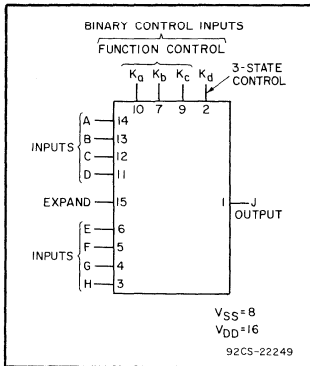 BINARY CONTROL INPUTS
FUNCTION CONTROL
3-STATE
CONTROL
Ka Kb Kc Kd
10 7 9 2
A 14
B 13
INPUTS
C 12
D 11
EXPAND 15
1 J
OUTPUT
E 6
F 5
INPUTS
G 4
H 3
VSS=8
VDD=16
92CS-22249